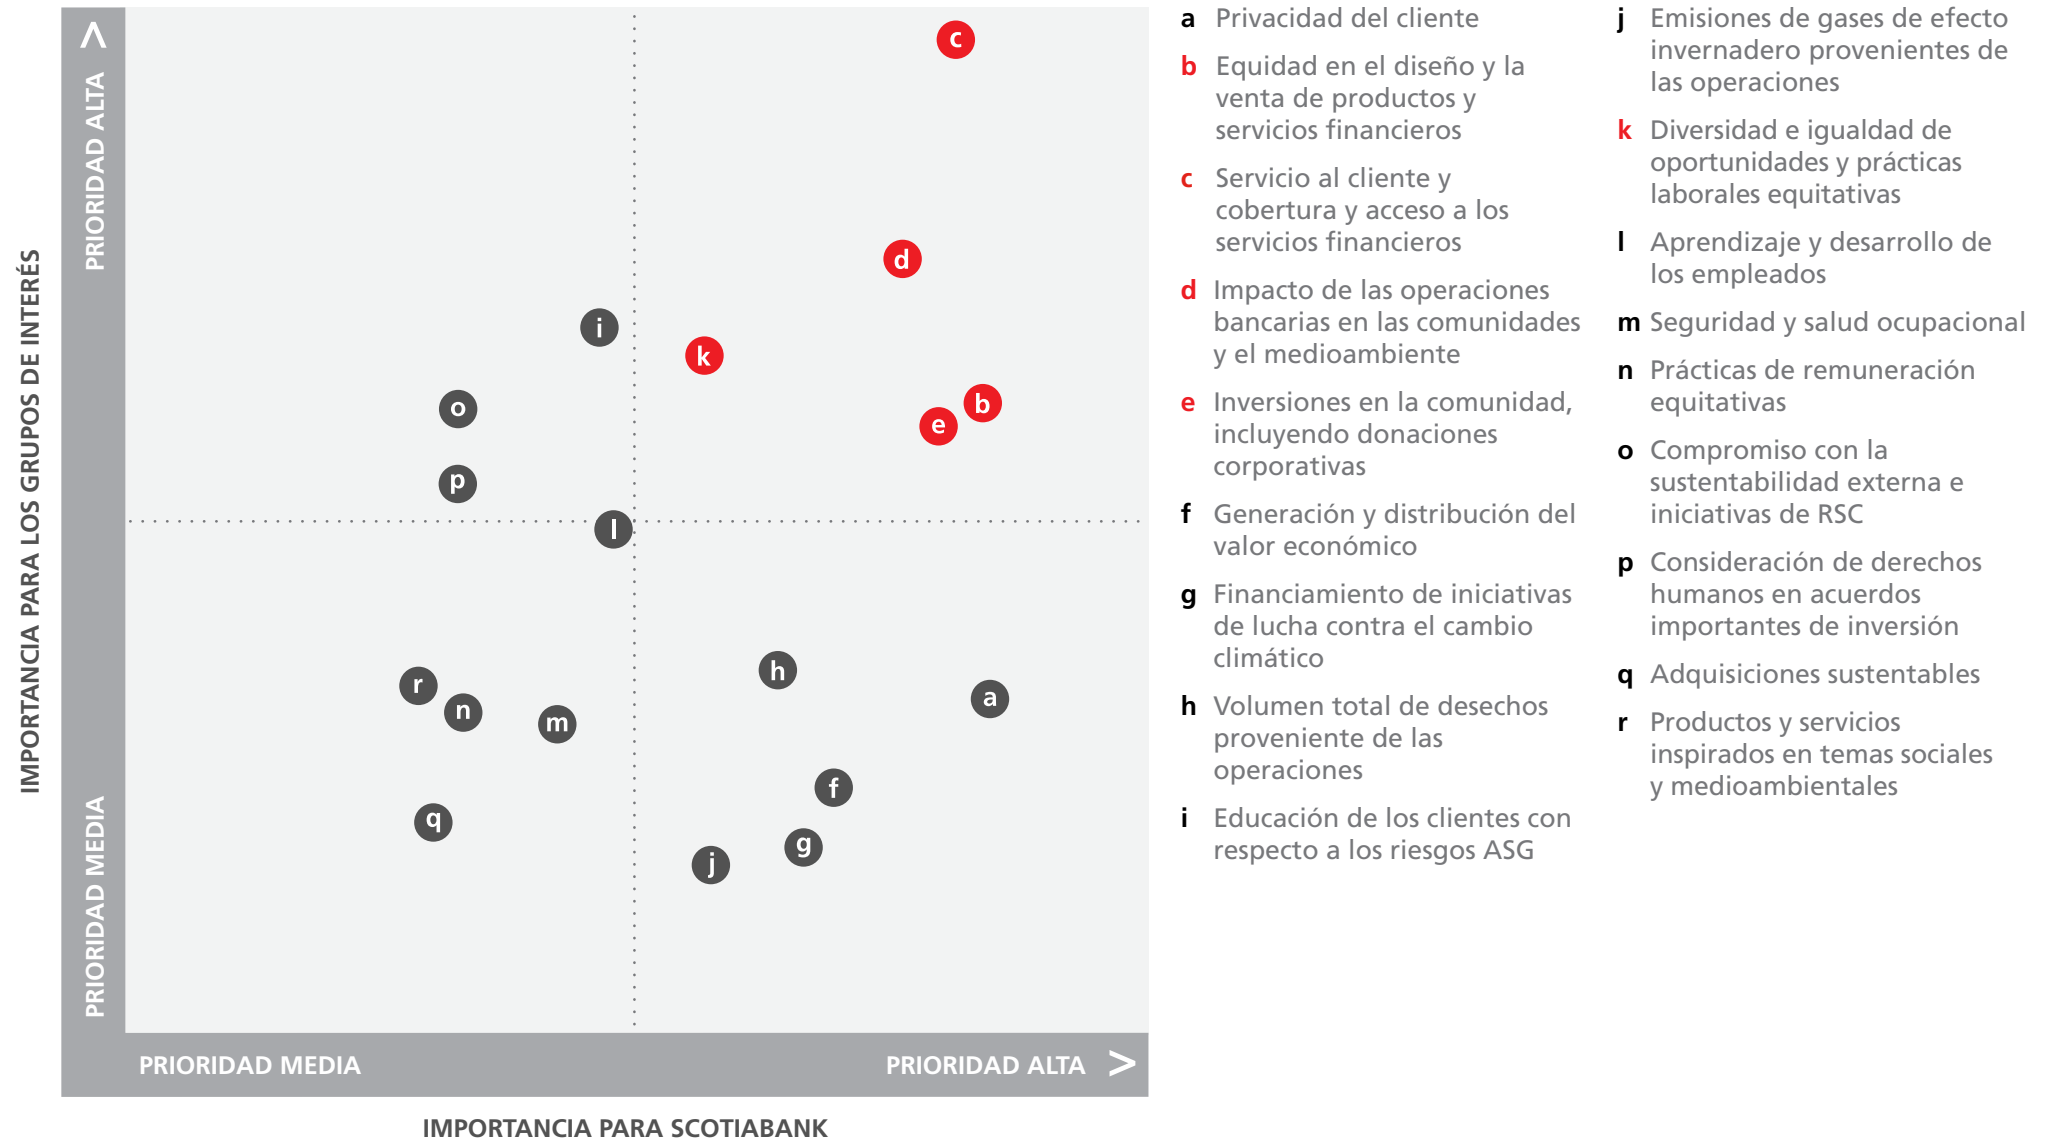 IMPORTANCIA PARA LOS GRUPOS DE INTERÉS
PRIORIDAD ALTA
>
PRIORIDAD MEDIA
c
d
i
k
o
b
e
p
l
r
h
n
a
m
f
q
g
j
PRIORIDAD MEDIA
PRIORIDAD ALTA >
IMPORTANCIA PARA SCOTIABANK
a Privacidad del cliente
b Equidad en el diseño y la
venta de productos y
servicios financieros
c Servicio al cliente y
cobertura y acceso a los
servicios financieros
d Impacto de las operaciones
bancarias en las comunidades
y el medioambiente
e Inversiones en la comunidad,
incluyendo donaciones
corporativas
f Generación y distribución del
valor económico
g Financiamiento de iniciativas
de lucha contra el cambio
climático
h Volumen total de desechos
proveniente de las
operaciones
i Educación de los clientes con
respecto a los riesgos ASG
j Emisiones de gases de efecto
invernadero provenientes de
las operaciones
k Diversidad e igualdad de
oportunidades y prácticas
laborales equitativas
l Aprendizaje y desarrollo de
los empleados
m Seguridad y salud ocupacional
n Prácticas de remuneración
equitativas
o Compromiso con la
sustentabilidad externa e
iniciativas de RSC
p Consideración de derechos
humanos en acuerdos
importantes de inversión
q Adquisiciones sustentables
r Productos y servicios
inspirados en temas sociales
y medioambientales